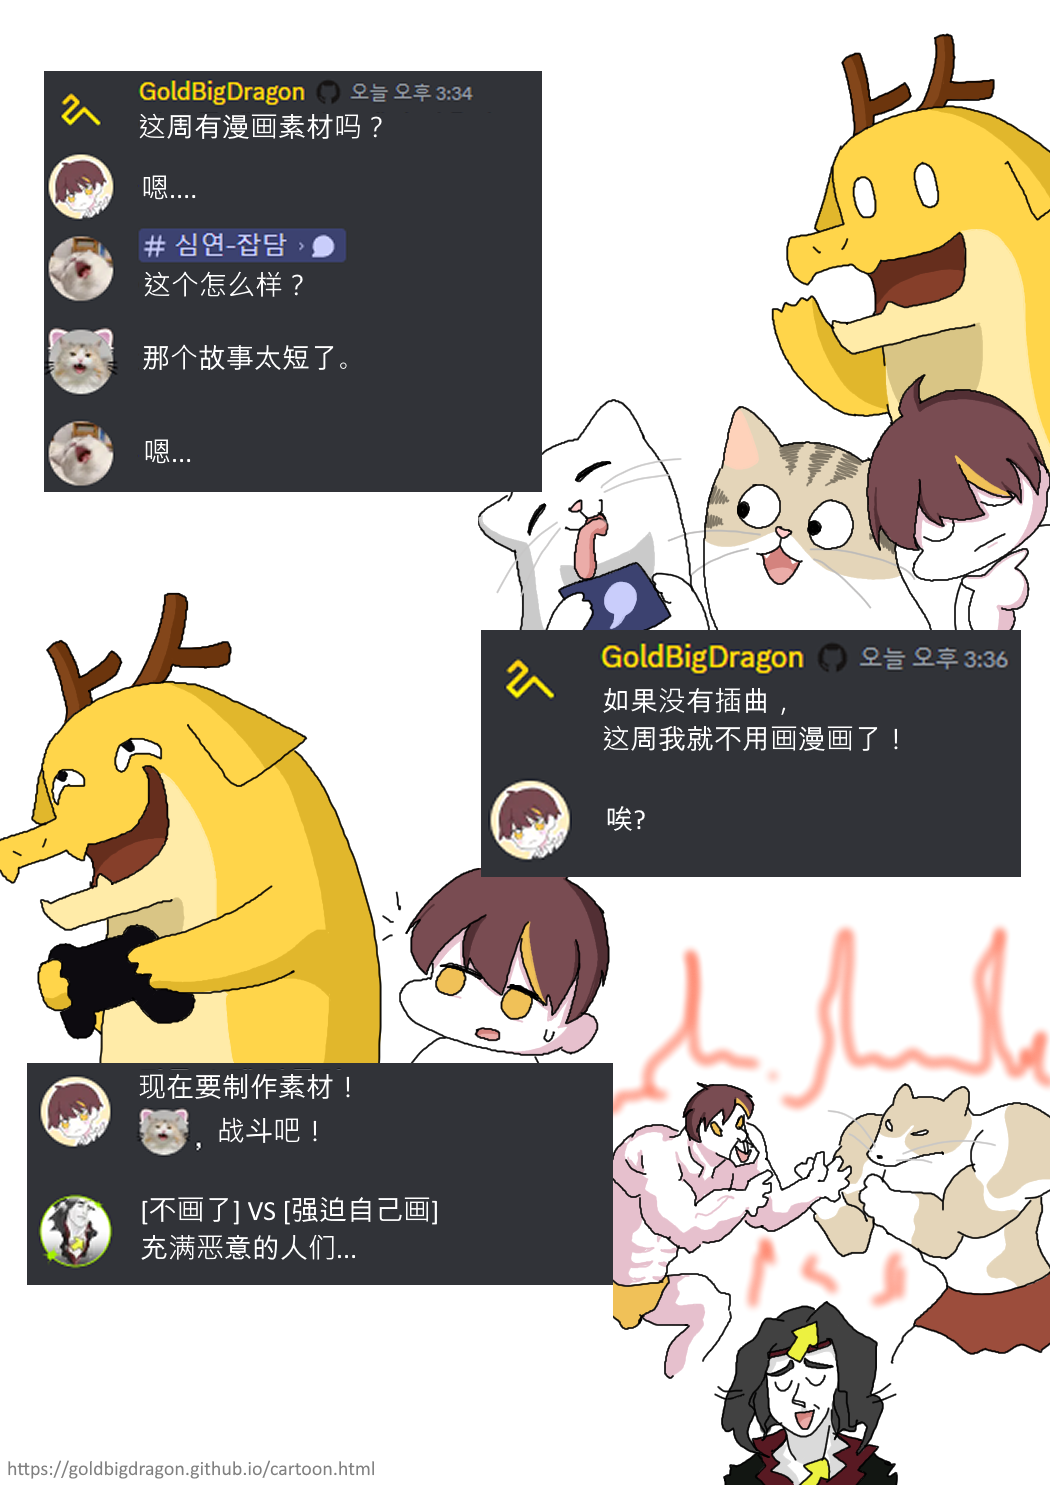 GoldBigDragon 오늘 오후 3:34
这周有漫画素材吗？
嗯....
# 심연-잡담 ›
这个怎么样？
那个故事太短了。
嗯...
GoldBigDragon 오늘 오후 3:36
如果没有插曲，
这周我就不用画漫画了！
唉?
现在要制作素材！
，战斗吧！
[不画了] VS [强迫自己画]
充满恶意的人们...
https://goldbigdragon.github.io/cartoon.html